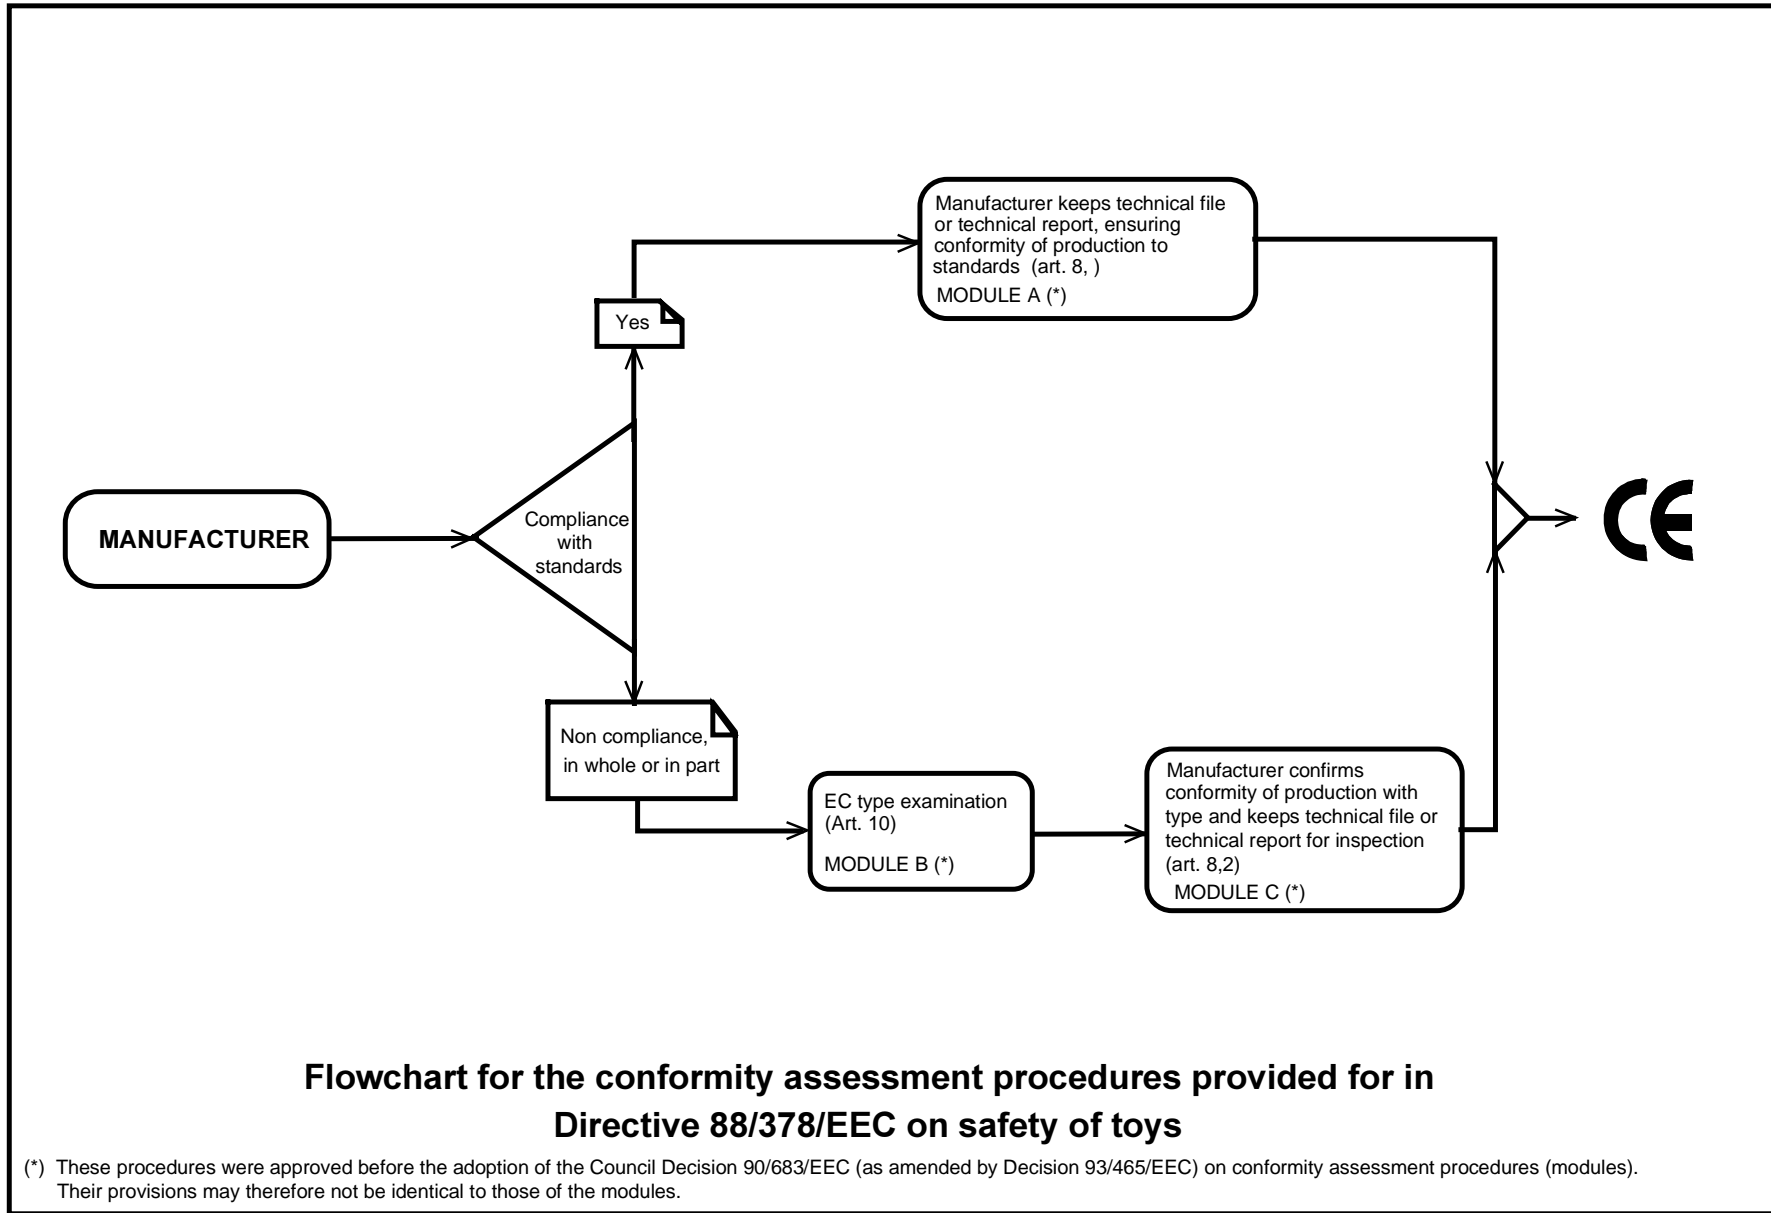 Manufacturer keeps technical file
or technical report, ensuring
conformity of production to
standards (art. 8, )
MODULE A (*)
Yes
MANUFACTURER
Compliance
with
standards
CE
Non compliance,
in whole or in part
EC type examination
(Art. 10)
MODULE B (*)
Manufacturer confirms
conformity of production with
type and keeps technical file or
technical report for inspection
(art. 8,2)
MODULE C (*)
Flowchart for the conformity assessment procedures provided for in
Directive 88/378/EEC on safety of toys
(*) These procedures were approved before the adoption of the Council Decision 90/683/EEC (as amended by Decision 93/465/EEC) on conformity assessment procedures (modules).
Their provisions may therefore not be identical to those of the modules.